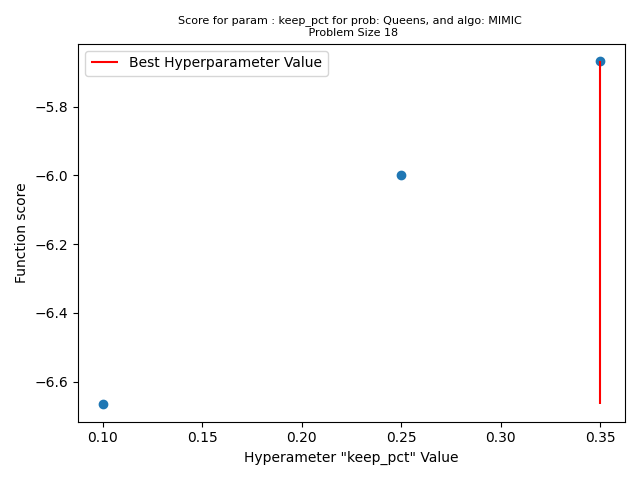 Score for param : keep_pct for prob: Queens, and algo: MIMIC
Problem Size 18
Best Hyperparameter Value
Function score
−5.8
−6.0
−6.2
−6.4
−6.6
0.10
0.15
0.20
0.25
0.30
0.35
Hyperameter "keep_pct" Value